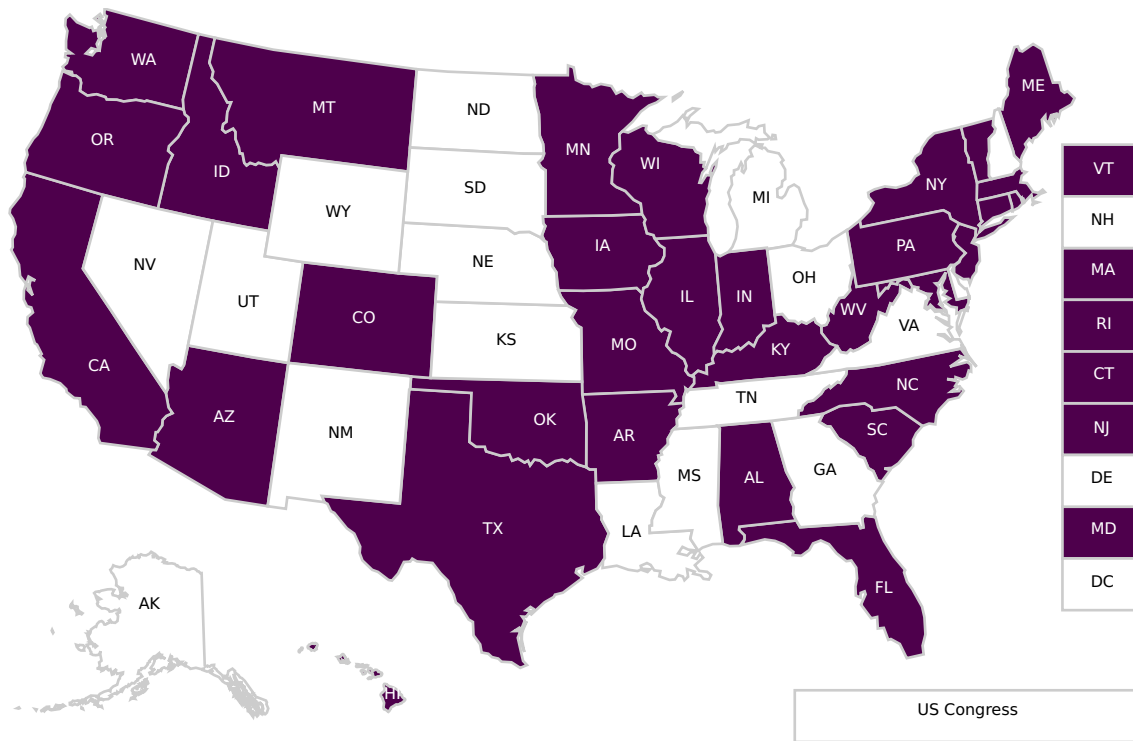 WA
ME
MT
ND
OR
MN
WI
VT
ID
SD
NY
MI
WY
NH
IA
PA
NV
NE
MA
OH
UT
IL
IN
WV
CO
VA
RI
KS
MO
KY
CA
CT
NC
TN
AZ
OK
SC
NM
AR
NJ
GA
MS
AL
DE
TX
LA
MD
DC
FL
AK
HI
US Congress